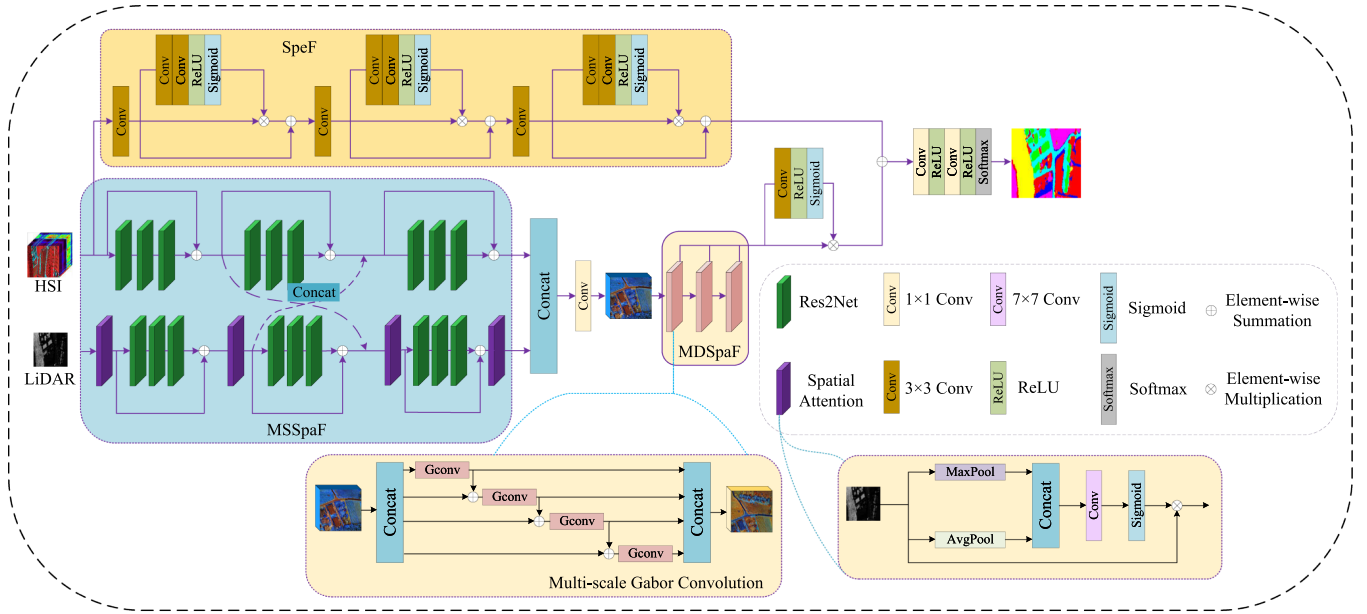 SpeF
Conv
Conv
Conv
ReLU
Sigmoid
Conv
Conv
Conv
ReLU
Sigmoid
Conv
Conv
Conv
ReLU
Sigmoid
Conv
ReLU
Sigmoid
Conv
ReLU
Conv
ReLU
Softmax
HSI
LiDAR
Concat
MSSpaF
Concat
Conv
MDSpaF
Res2Net
Conv
1×1 Conv
Conv
7×7 Conv
Sigmoid
Sigmoid
Element-wise
Summation
Spatial
Attention
Conv
3×3 Conv
ReLU
ReLU
Softmax
Softmax
Element-wise
Multiplication
Concat
Gconv
Gconv
Gconv
Gconv
Concat
Multi-scale Gabor Convolution
MaxPool
AvgPool
Concat
Conv
Sigmoid